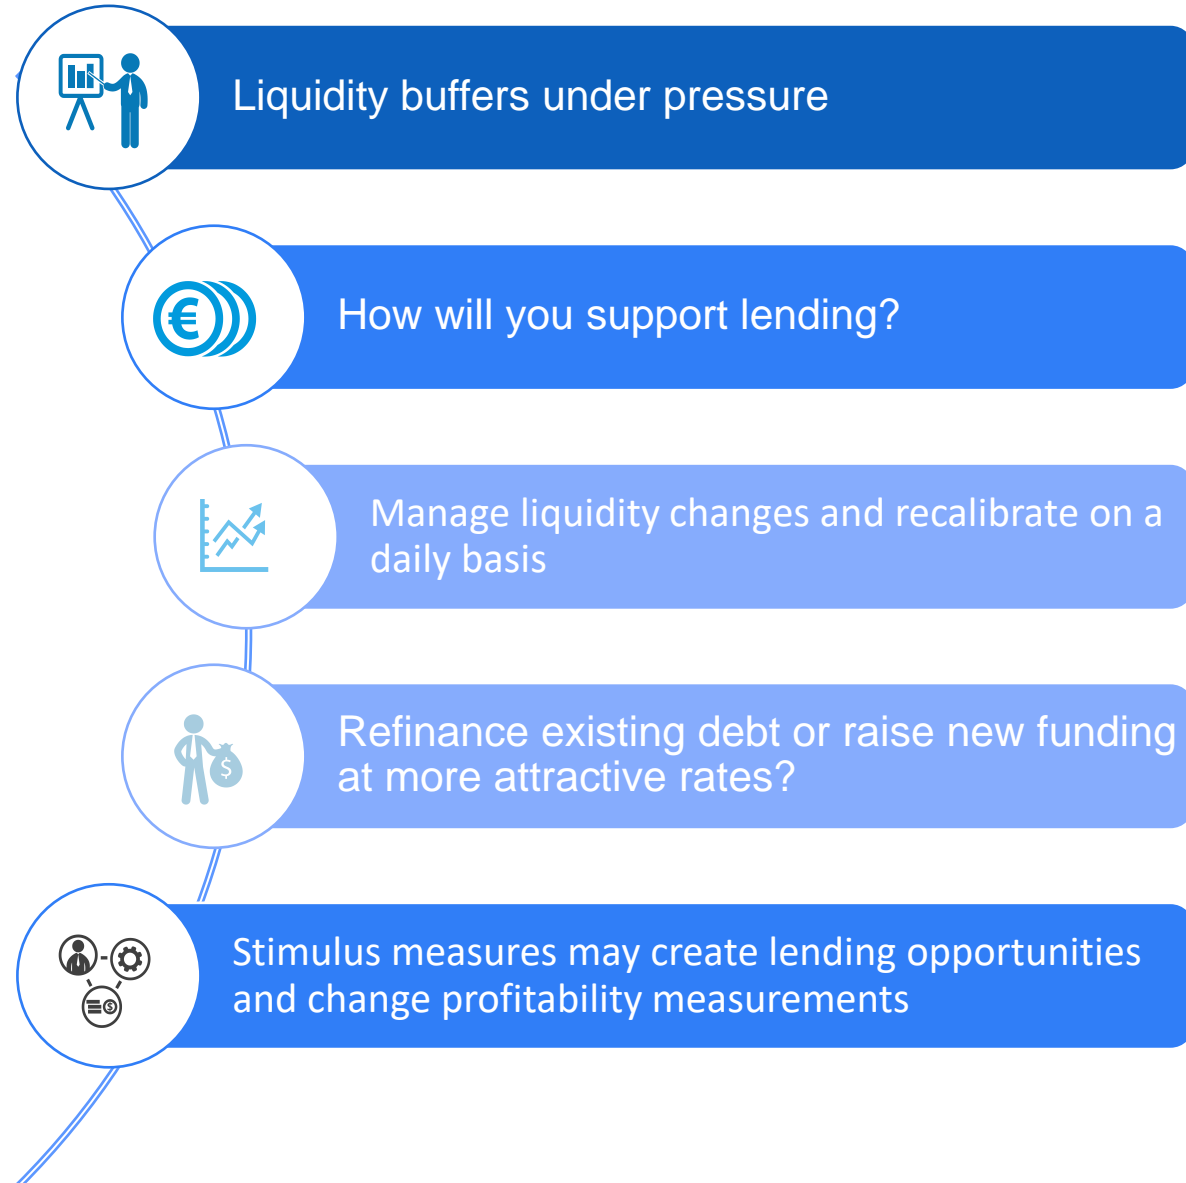 Liquidity buffers under pressure
€
How will you support lending?
Manage liquidity changes and recalibrate on a
daily basis
$
Refinance existing debt or raise new funding
at more attractive rates?
$
Stimulus measures may create lending opportunities
and change profitability measurements